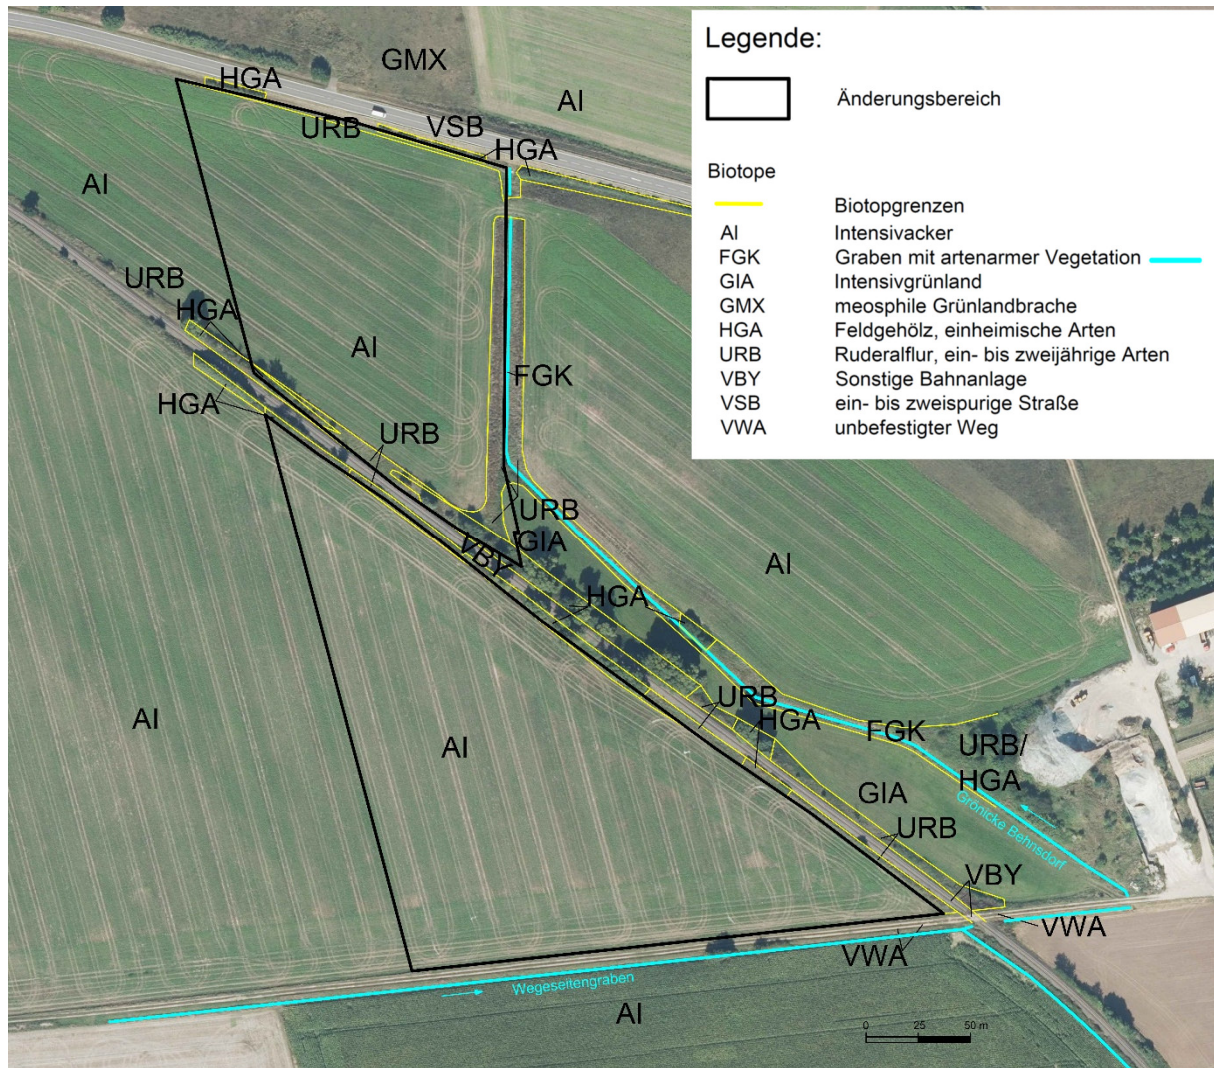 Legende:
Änderungsbereich
Biotope
Biotopgrenzen
AI Intensivacker
FGK Graben mit artenarmer Vegetation
GIA Intensivgrünland
GMX meosphile Grünlandbrache
HGA Feldgehölz, einheimische Arten
URB Ruderalflur, ein- bis zweijährige Arten
VBY Sonstige Bahnanlage
VSB ein- bis zweispurige Straße
VWA unbefestigter Weg
GMX
HGA
AI
URB
VSB
HGA
AI
URB
HGA
AI
FGK
HGA
URB
URB
GIA
VBY
AI
HGA
URB
HGA
AI
AI
FGK
URB/
HGA
GIA
Grönicke Behnsdorf
URB
VBY
VWA
VWA
Wegeseitengraben
AI
0 25 50 m